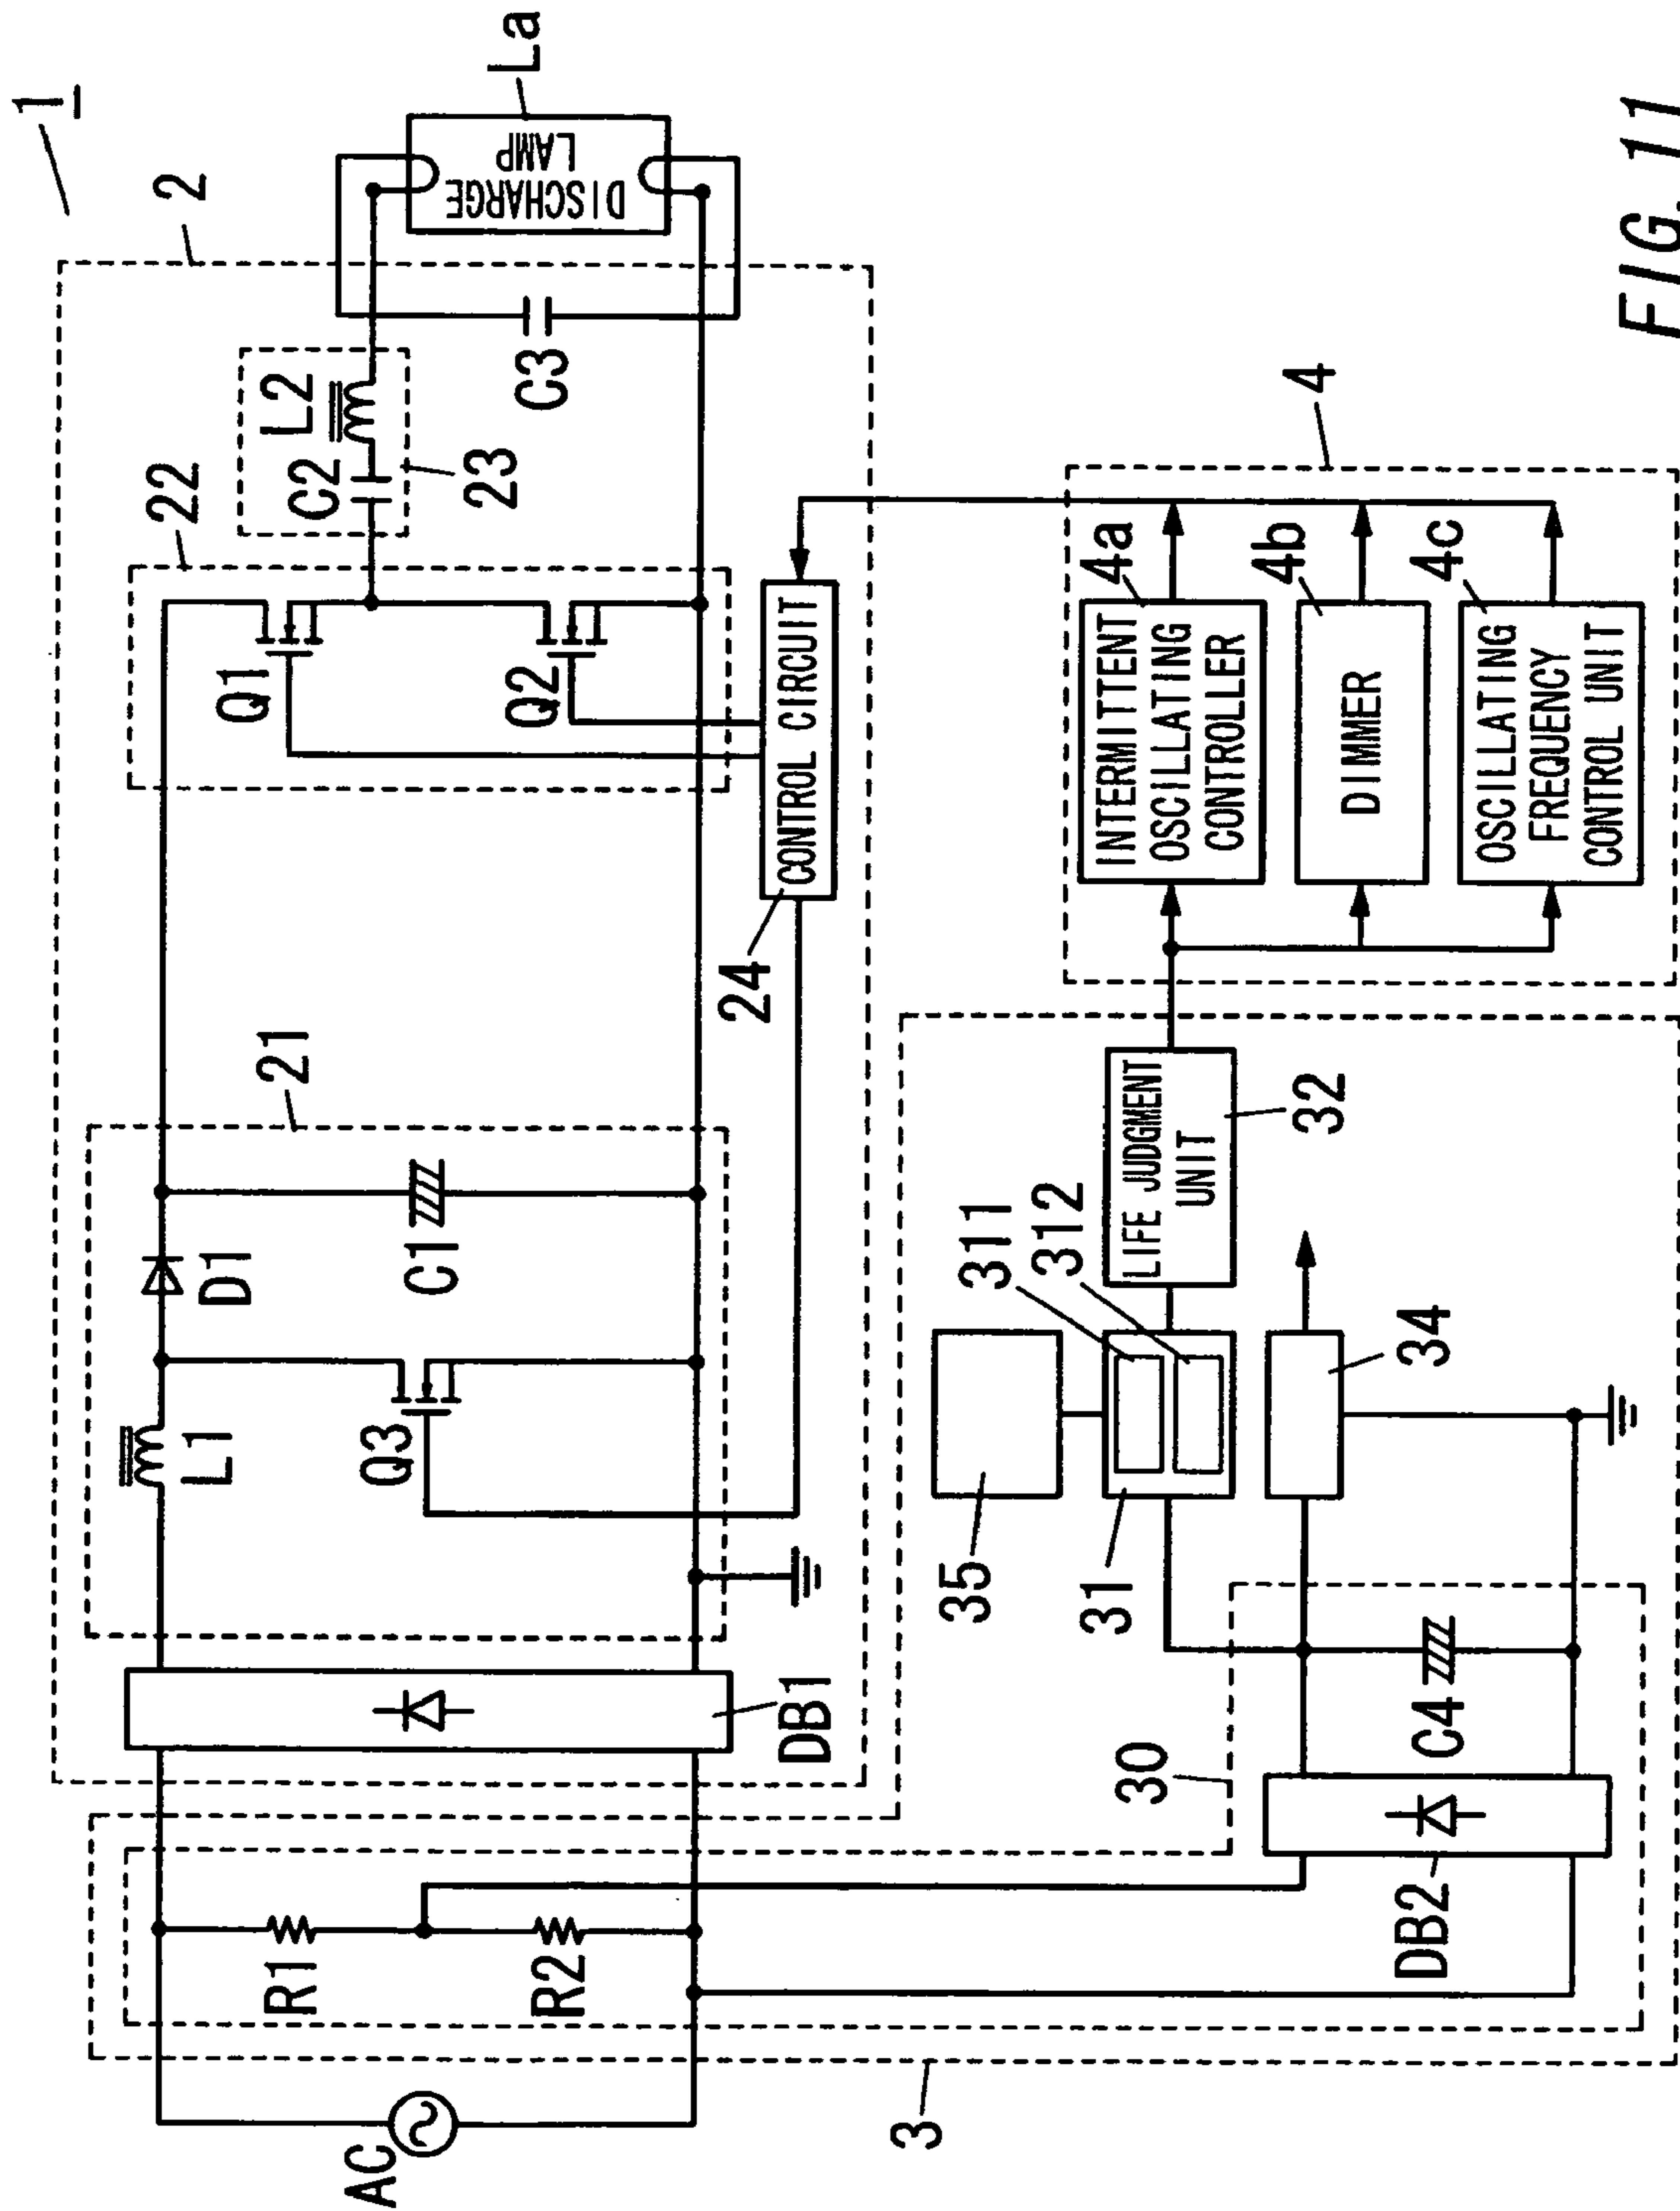 1
2
22
21
L2
C2
23
La
DISCHARGE
LAMP
C3
L1
D1
Q1
Q3
C1
Q2
AC
R1
R2
DB1
24
CONTROL CIRCUIT
3
30
35
31
311
312
LIFE JUDGMENT
UNIT
32
34
DB2
C4
4
INTERMITTENT
OSCILLATING
CONTROLLER
4a
DIMMER
4b
OSCILLATING
FREQUENCY
CONTROL UNIT
4c
FIG. 11